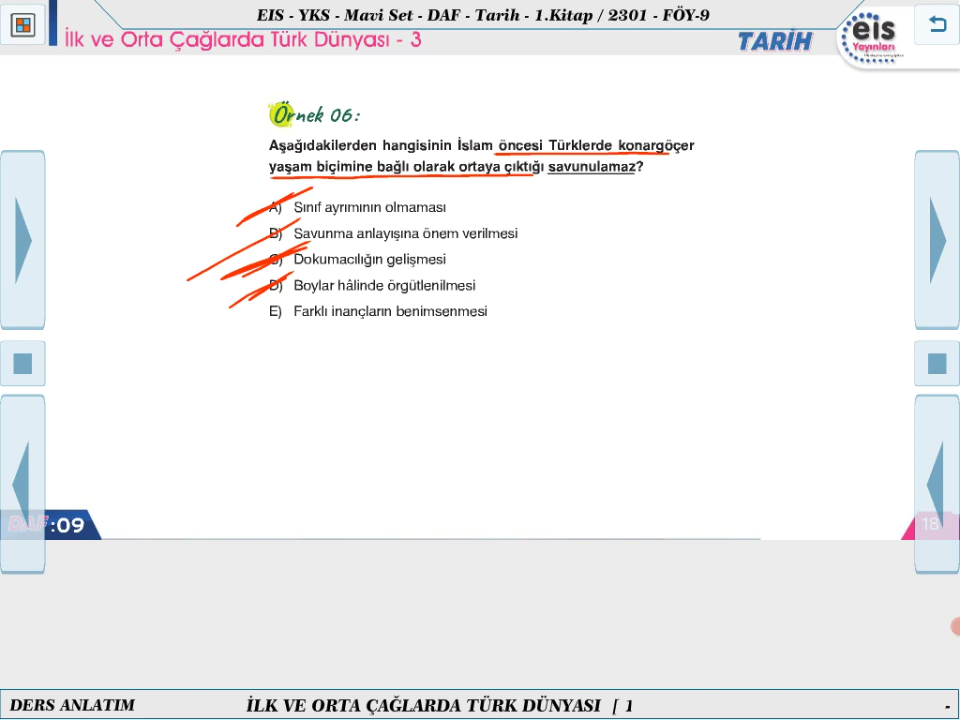 EIS - YKS - Mavi Set - DAF - Tarih - 1.Kitap / 2301 - FÖY-9
İlk ve Orta Çağlarda Türk Dünyası - 3
TARİH
eis
Yayınları
Örnek 06:
Aşağıdakilerden hangisinin İslam öncesi Türklerde konargöçer
yaşam biçimine bağlı olarak ortaya çıktığı savunulamaz?
A) Sınıf ayrımının olmaması
B) Savunma anlayışına önem verilmesi
C) Dokumacılığın gelişmesi
D) Boylar hâlinde örgütlenilmesi
E) Farklı inançların benimsenmesi
DAF:09
18
DERS ANLATIM
İLK VE ORTA ÇAĞLARDA TÜRK DÜNYASI [ 1
-